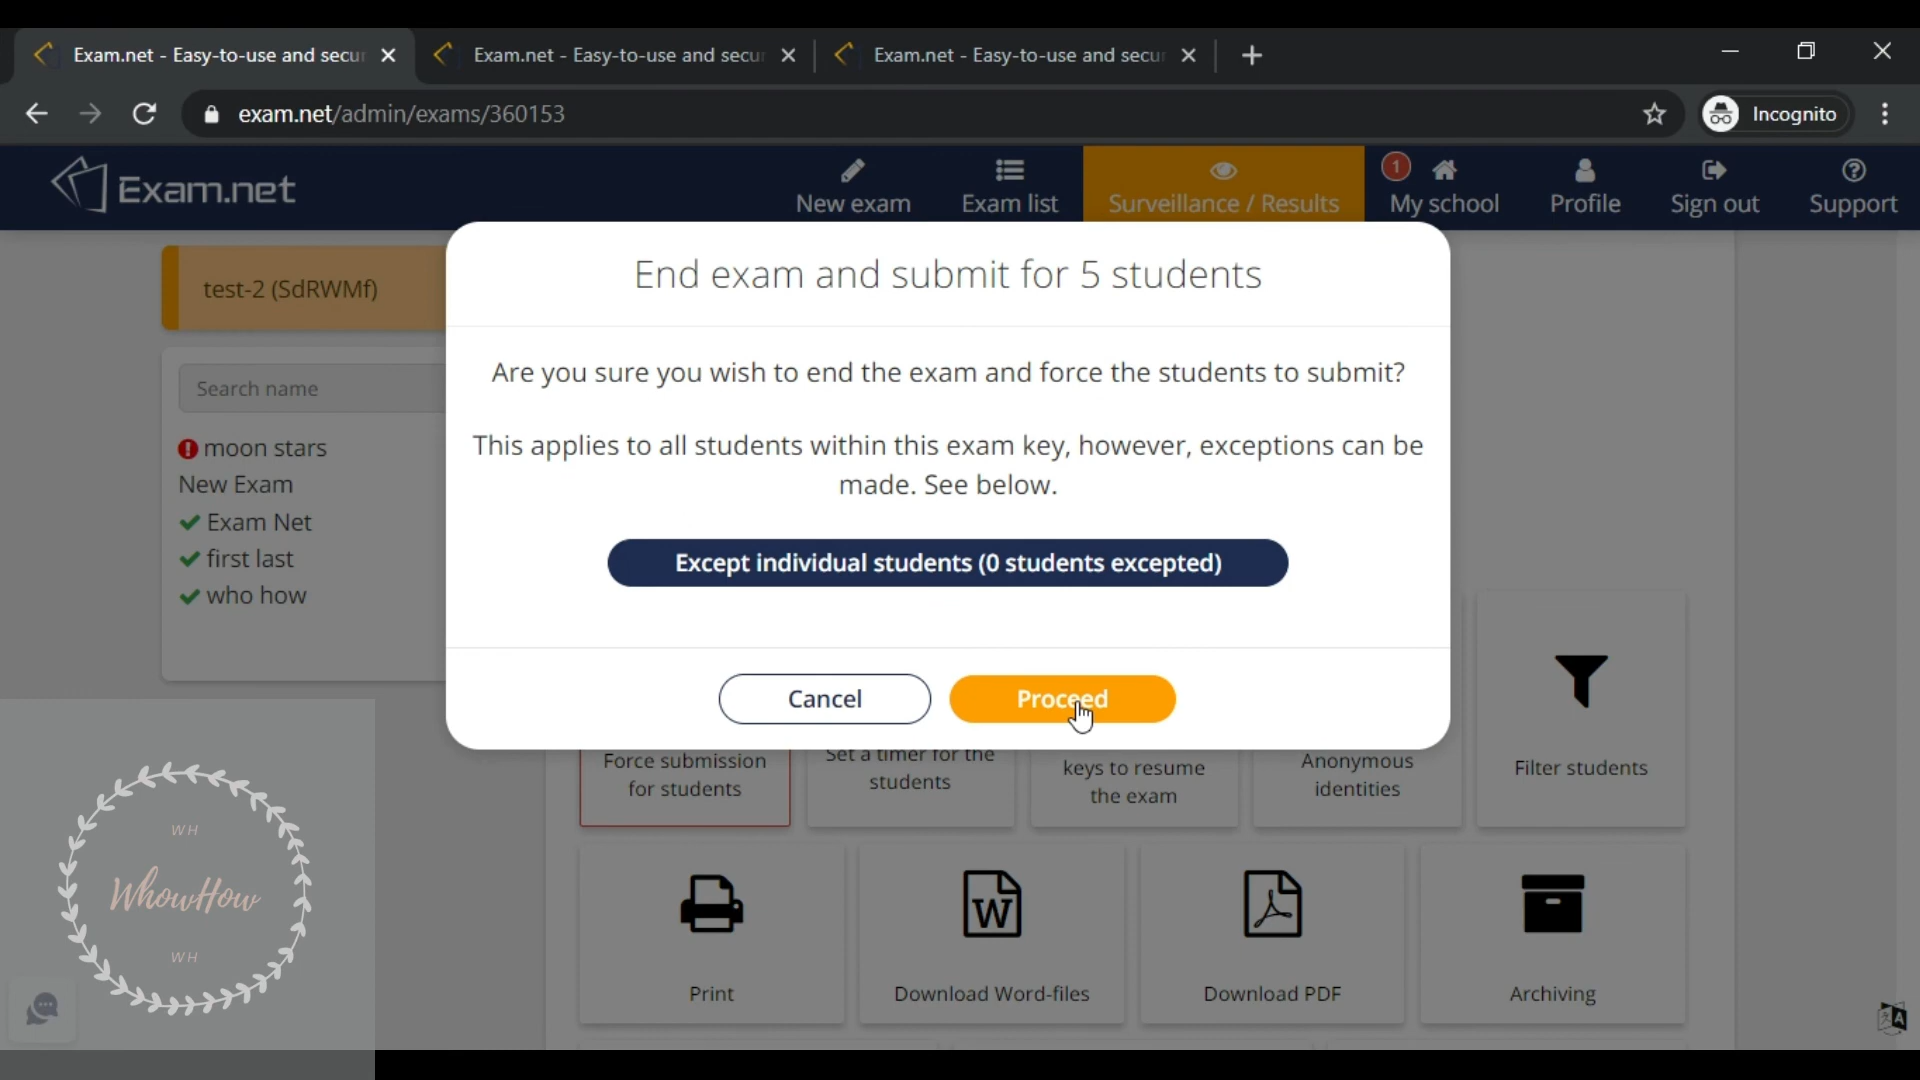 Exam.net - Easy-to-use and secur
Exam.net - Easy-to-use and secur
Exam.net - Easy-to-use and secur
exam.net/admin/exams/360153
Incognito
Exam.net
New exam
Exam list
Surveillance / Results
1
My school
Profile
Sign out
Support
test-2 (SdRWMf)
Search name
moon stars
New Exam
Exam Net
first last
who how
End exam and submit for 5 students
Are you sure you wish to end the exam and force the students to submit?
This applies to all students within this exam key, however, exceptions can be
made. See below.
Except individual students (0 students excepted)
Cancel
Proceed
Force submission
for students
Set a timer for the
students
keys to resume
the exam
Anonymous
identities
Filter students
Print
Download Word-files
Download PDF
Archiving
WH
WhowHow
WH